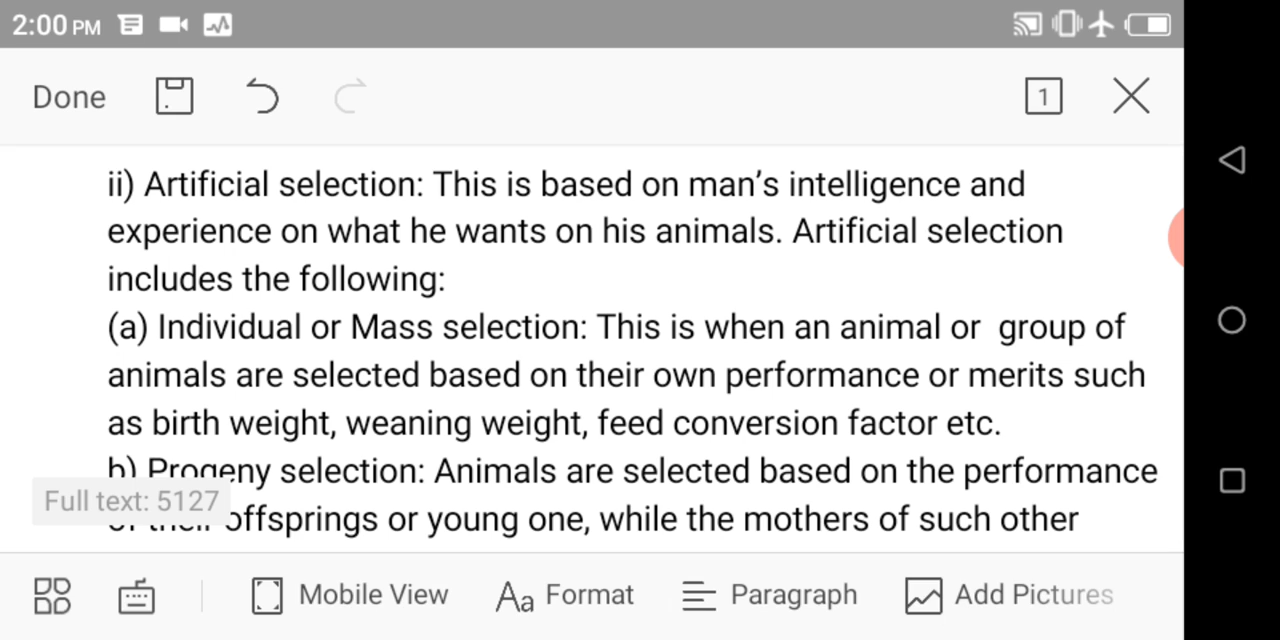 2:00 PM
Done
1
ii) Artificial selection: This is based on man’s intelligence and
experience on what he wants on his animals. Artificial selection
includes the following:
(a) Individual or Mass selection: This is when an animal or  group of
animals are selected based on their own performance or merits such
as birth weight, weaning weight, feed conversion factor etc.
b) Progeny selection: Animals are selected based on the performance
Full text: 5127
of their offsprings or young one, while the mothers of such other
Mobile View
Aa Format
Paragraph
Add Pictures